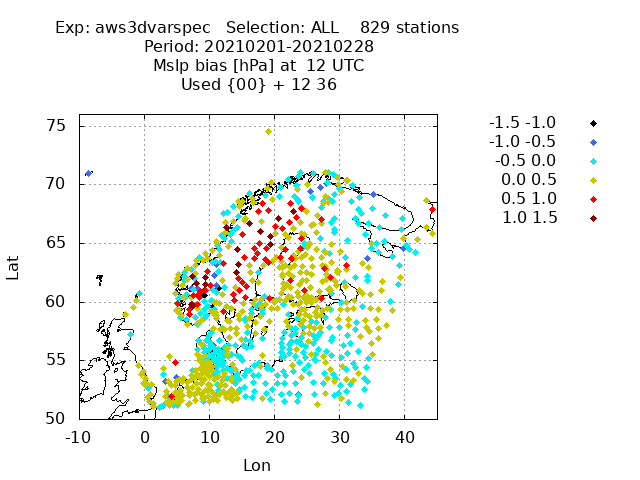 Exp: aws3dvarspec Selection: ALL 829 stations
Period: 20210201-20210228
Mslp bias [hPa] at 12 UTC
Used {00} + 12 36
-1.5 -1.0
-1.0 -0.5
-0.5 0.0
0.0 0.5
0.5 1.0
1.0 1.5
75
70
65
60
55
50
Lat
-10 0 10 20 30 40
Lon